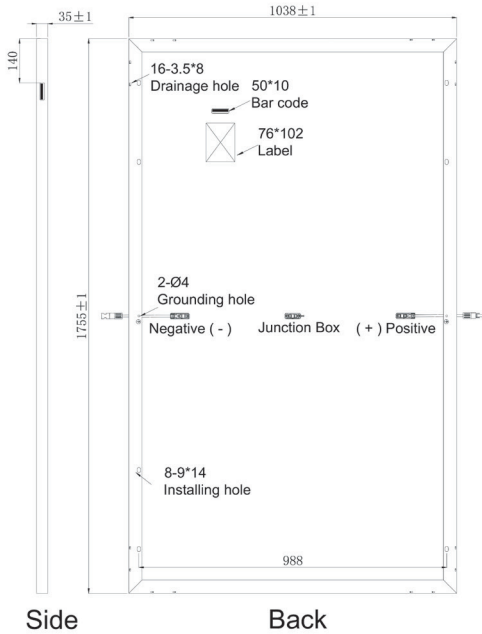 35±1
1038±1
140
16-3.5*8
Drainage hole
50*10
Bar code
76*102
Label
1755±1
2-Ø4
Grounding hole
Negative ( - )
Junction Box
( + ) Positive
8-9*14
Installing hole
988
Side
Back